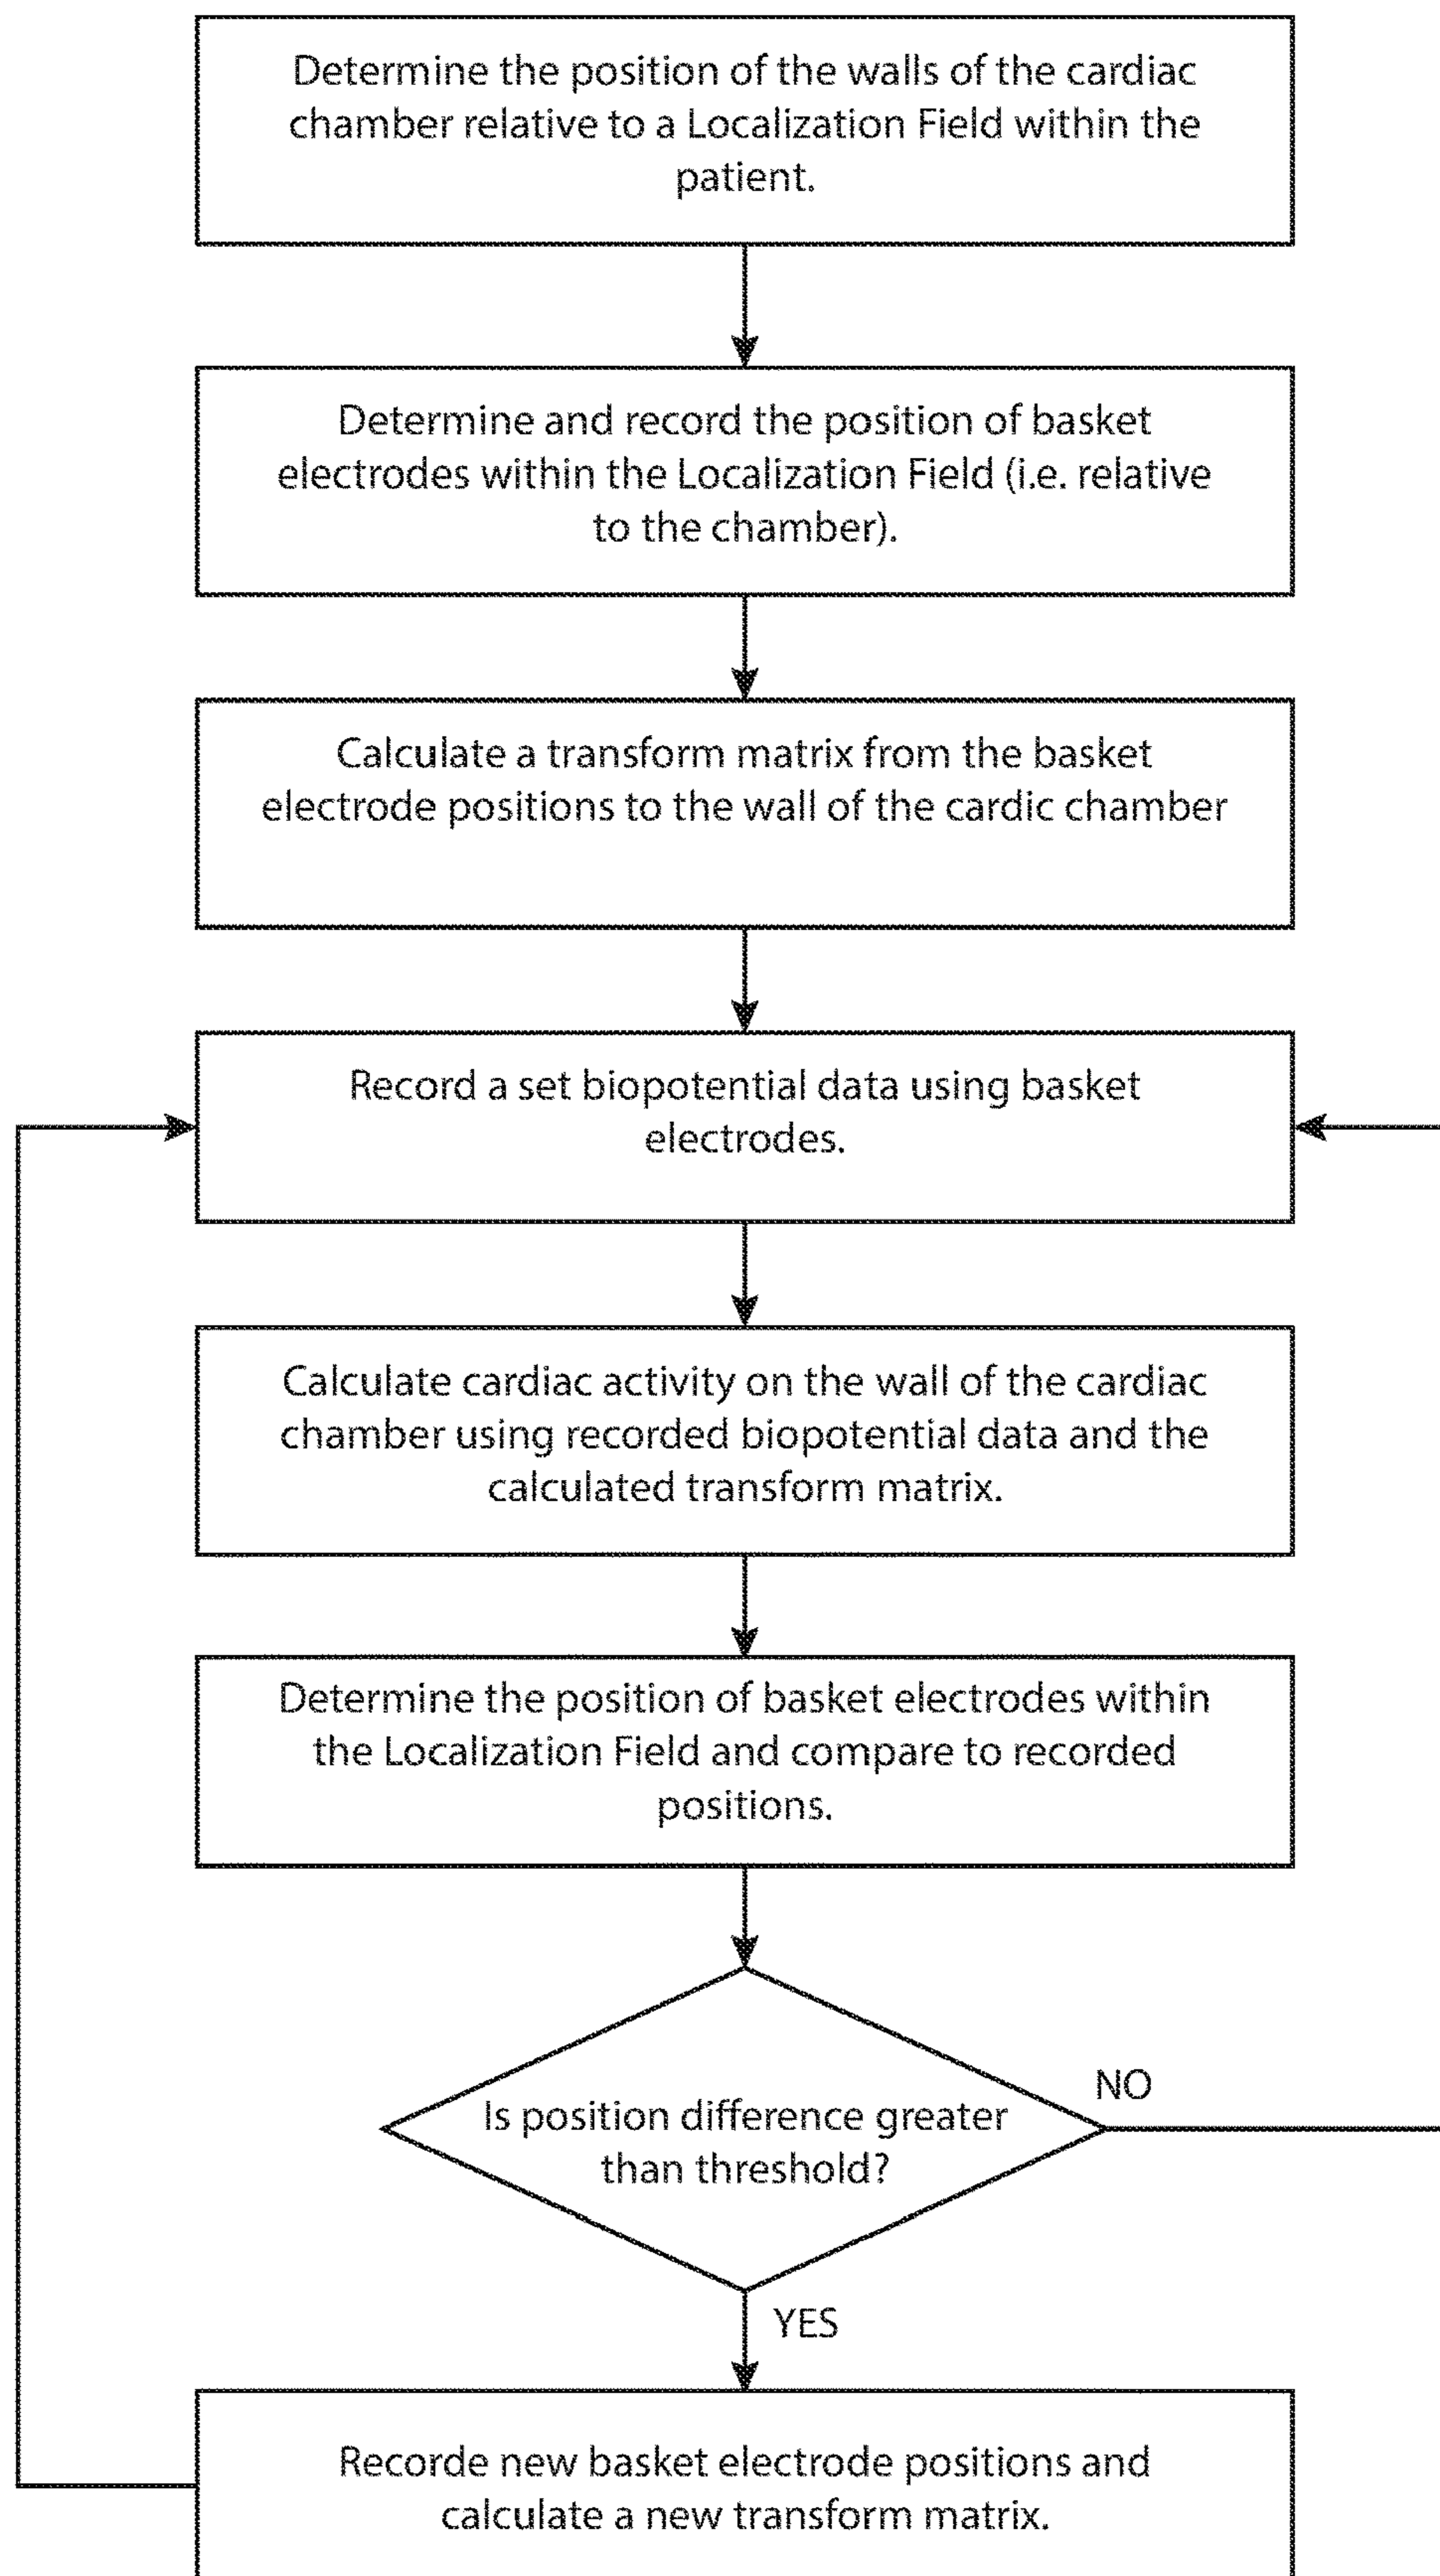 Determine the position of the walls of the cardiac
chamber relative to a Localization Field within the
patient.
Determine and record the position of basket
electrodes within the Localization Field (i.e. relative
to the chamber).
Calculate a transform matrix from the basket
electrode positions to the wall of the cardic chamber
Record a set biopotential data using basket
electrodes.
Calculate cardiac activity on the wall of the cardiac
chamber using recorded biopotential data and the
calculated transform matrix.
Determine the position of basket electrodes within
the Localization Field and compare to recorded
positions.
NO
Is position difference greater
than threshold?
YES
Recorde new basket electrode positions and
calculate a new transform matrix.